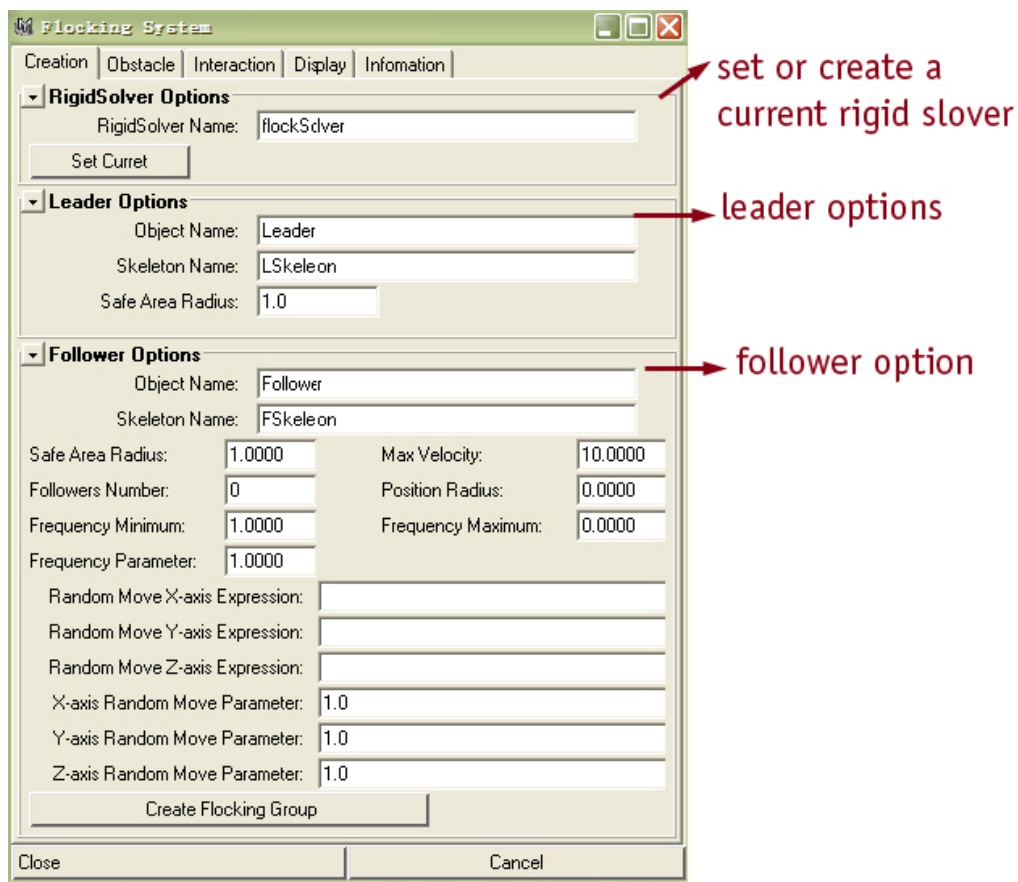 Flocking System
Creation Obstacle Interaction Display Infomation
RigidSolver Options
RigidSolver Name: flockSolver
Set Curret
set or create a
current rigid slover
Leader Options
Object Name: Leader
Skeleton Name: LSkeleon
Safe Area Radius: 1.0
leader options
Follower Options
Object Name: Follower
Skeleton Name: FSkeleon
follower option
Safe Area Radius: 1.0000 Max Velocity: 10.0000
Followers Number: 0 Position Radius: 0.0000
Frequency Minimum: 1.0000 Frequency Maximum: 0.0000
Frequency Parameter: 1.0000
Random Move X-axis Expression:
Random Move Y-axis Expression:
Random Move Z-axis Expression:
X-axis Random Move Parameter: 1.0
Y-axis Random Move Parameter: 1.0
Z-axis Random Move Parameter: 1.0
Create Flocking Group
Close Cancel